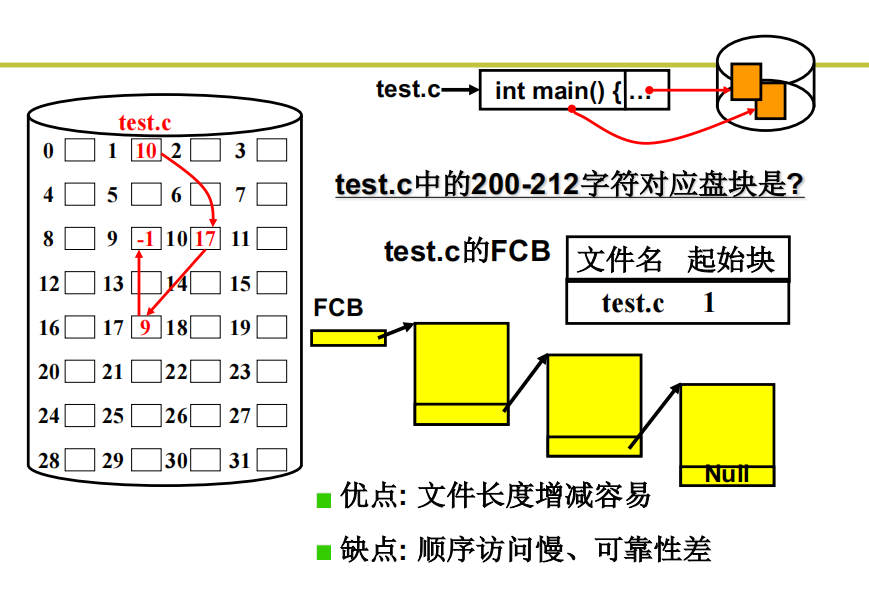 test.c
int main() { …
test.c
0 1 10 2 3
4 5 6 7
8 9 -1 10 17 11
12 13 14 15
16 17 9 18 19
20 21 22 23
24 25 26 27
28 29 30 31
test.c中的200-212字符对应盘块是?
test.c的FCB
文件名 起始块
test.c 1
FCB
Null
优点: 文件长度增减容易
缺点: 顺序访问慢、可靠性差